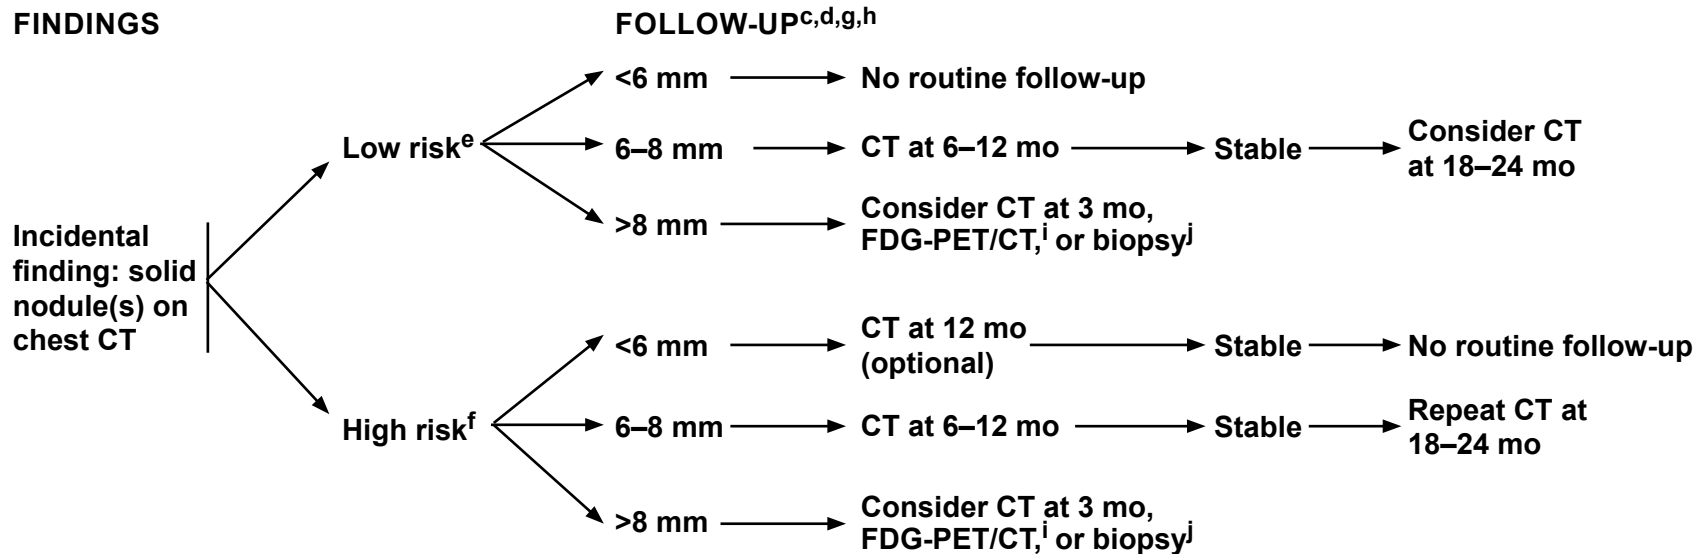 FINDINGS
FOLLOW-UPc,d,g,h
<6 mm
No routine follow-up
Low riske
6–8 mm
CT at 6–12 mo
Stable
Consider CT
at 18–24 mo
>8 mm
Consider CT at 3 mo,
FDG-PET/CT,i or biopsyj
Incidental
finding: solid
nodule(s) on
chest CT
<6 mm
CT at 12 mo
(optional)
Stable
No routine follow-up
High riskf
6–8 mm
CT at 6–12 mo
Stable
Repeat CT at
18–24 mo
>8 mm
Consider CT at 3 mo,
FDG-PET/CT,i or biopsyj